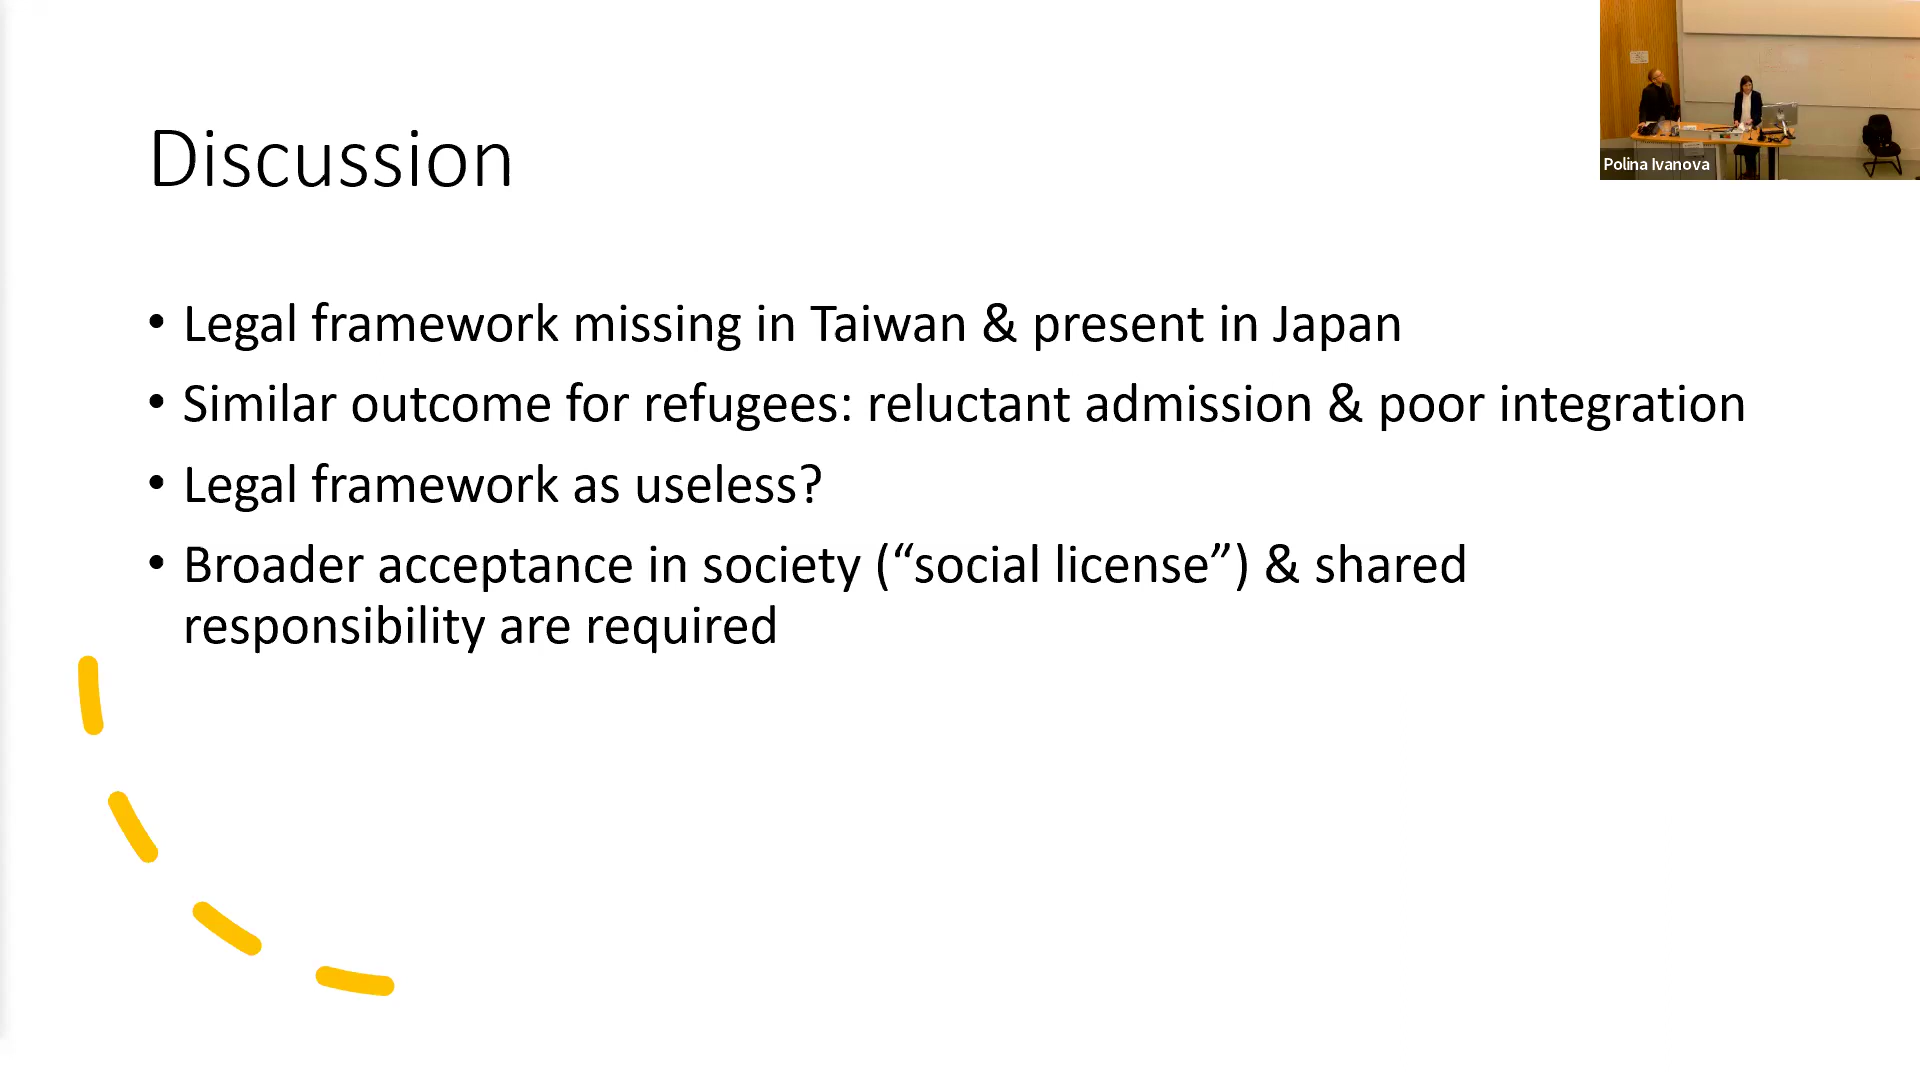 Discussion
• Legal framework missing in Taiwan & present in Japan
• Similar outcome for refugees: reluctant admission & poor integration
• Legal framework as useless?
• Broader acceptance in society (“social license”) & shared
responsibility are required
Polina Ivanova